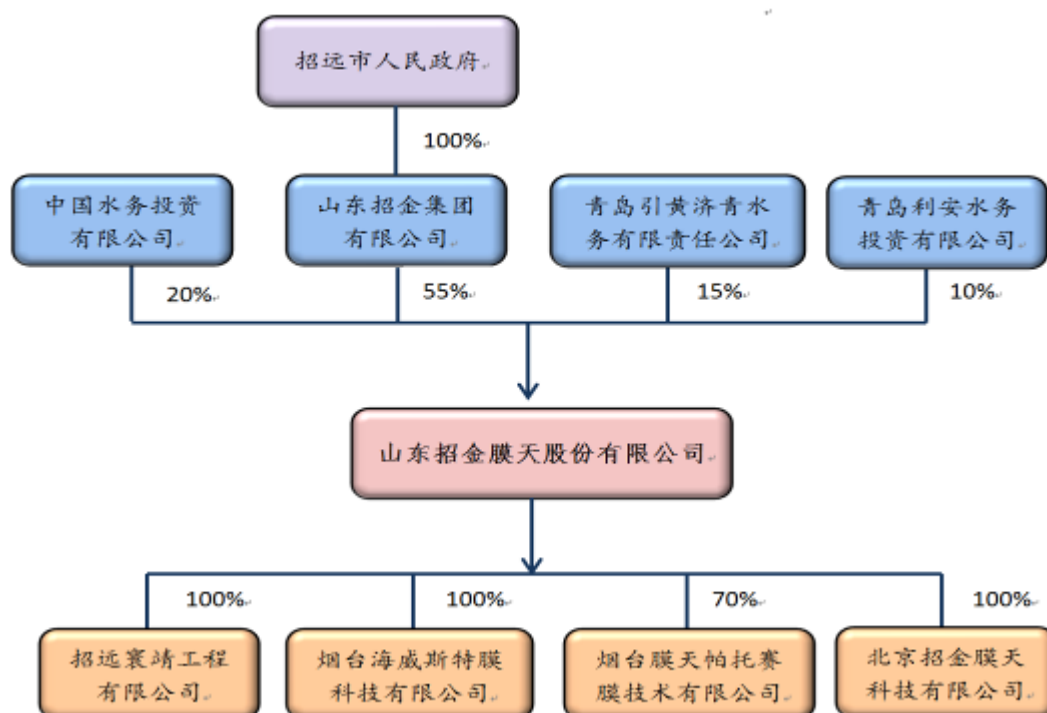 招远市人民政府
100%
中国水务投资
有限公司
山东招金集团
有限公司
青岛引黄济青水
务有限责任公司
青岛利安水务
投资有限公司
20%
55%
15%
10%
山东招金膜天股份有限公司
100%
100%
70%
100%
招远寰靖工程
有限公司
烟台海威斯特膜
科技有限公司
烟台膜天帕托赛
膜技术有限公司
北京招金膜天
科技有限公司